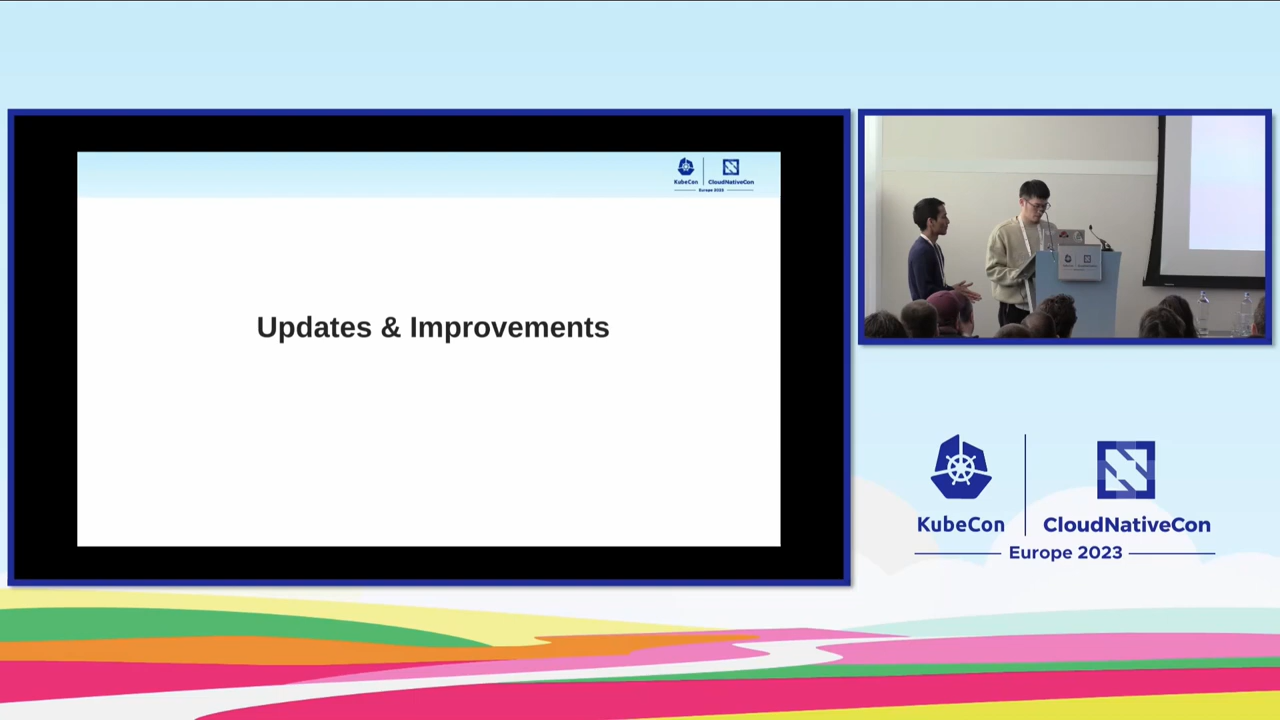 KubeCon
CloudNativeCon
Europe 2023
Updates & Improvements
KubeCon
CloudNativeCon
Europe 2023